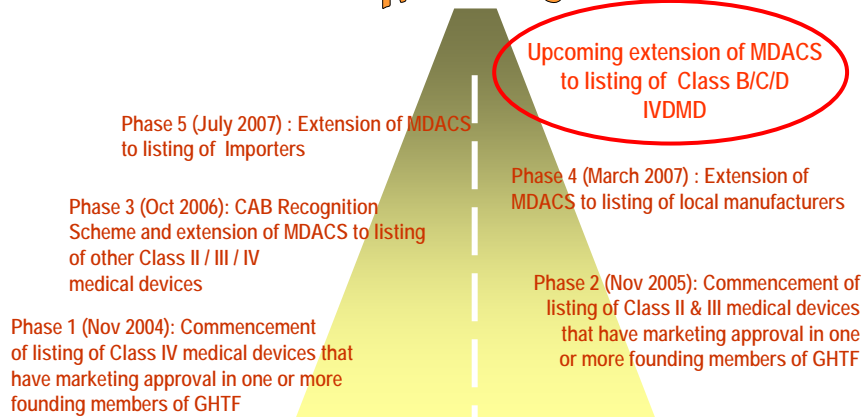 Upcoming extension of MDACS
to listing of Class B/C/D
IVDMD
Phase 5 (July 2007) : Extension of MDACS
to listing of Importers
Phase 4 (March 2007) : Extension of
MDACS to listing of local manufacturers
Phase 3 (Oct 2006): CAB Recognition
Scheme and extension of MDACS to listing
of other Class II / III / IV
medical devices
Phase 2 (Nov 2005): Commencement of
listing of Class II & III medical devices
that have marketing approval in one
or more founding members of GHTF
Phase 1 (Nov 2004): Commencement
of listing of Class IV medical devices that
have marketing approval in one or more
founding members of GHTF